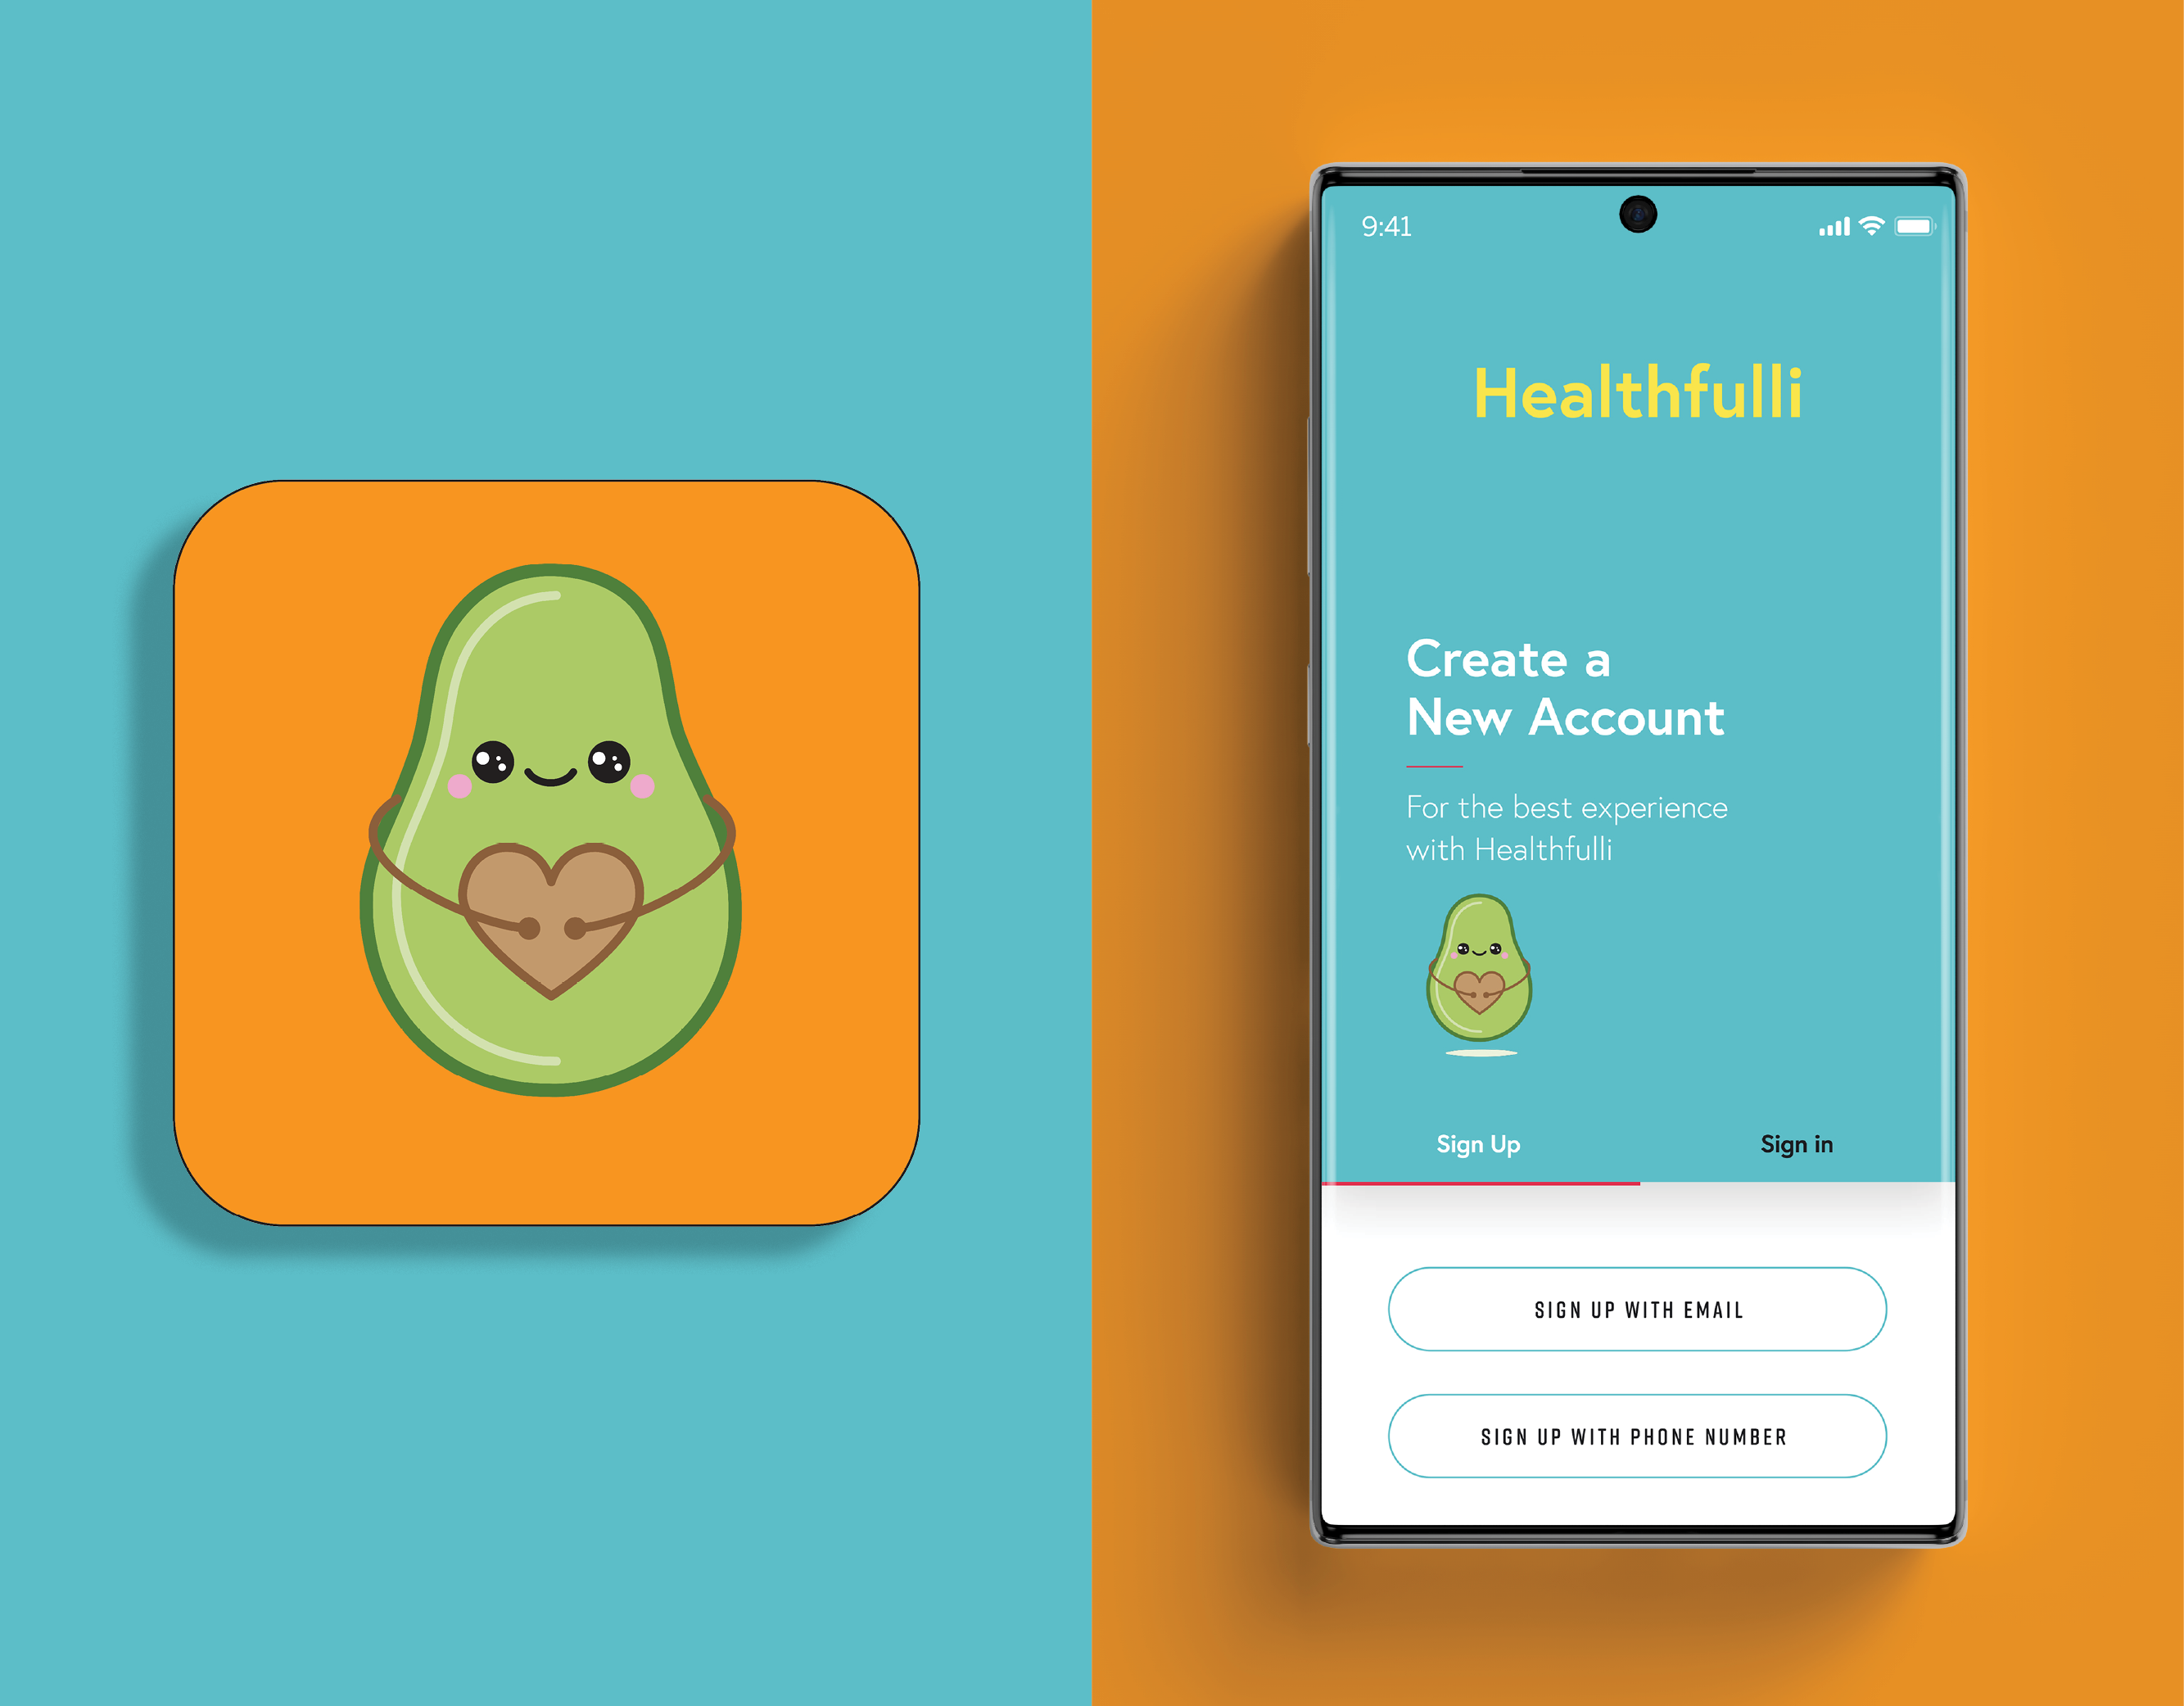 9:41
Healthfulli
Create a
New Account
For the best experience
with Healthfulli
Sign Up
Sign in
SIGN UP WITH EMAIL
SIGN UP WITH PHONE NUMBER